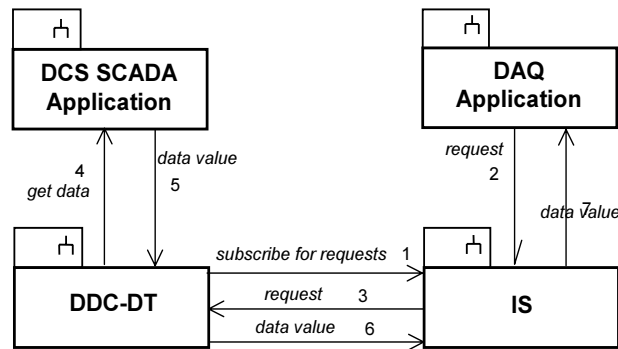 DCS SCADA
Application
DAQ
Application
4
get data
data value
5
request
2
7
data value
subscribe for requests 1
request 3
data value 6
DDC-DT
IS